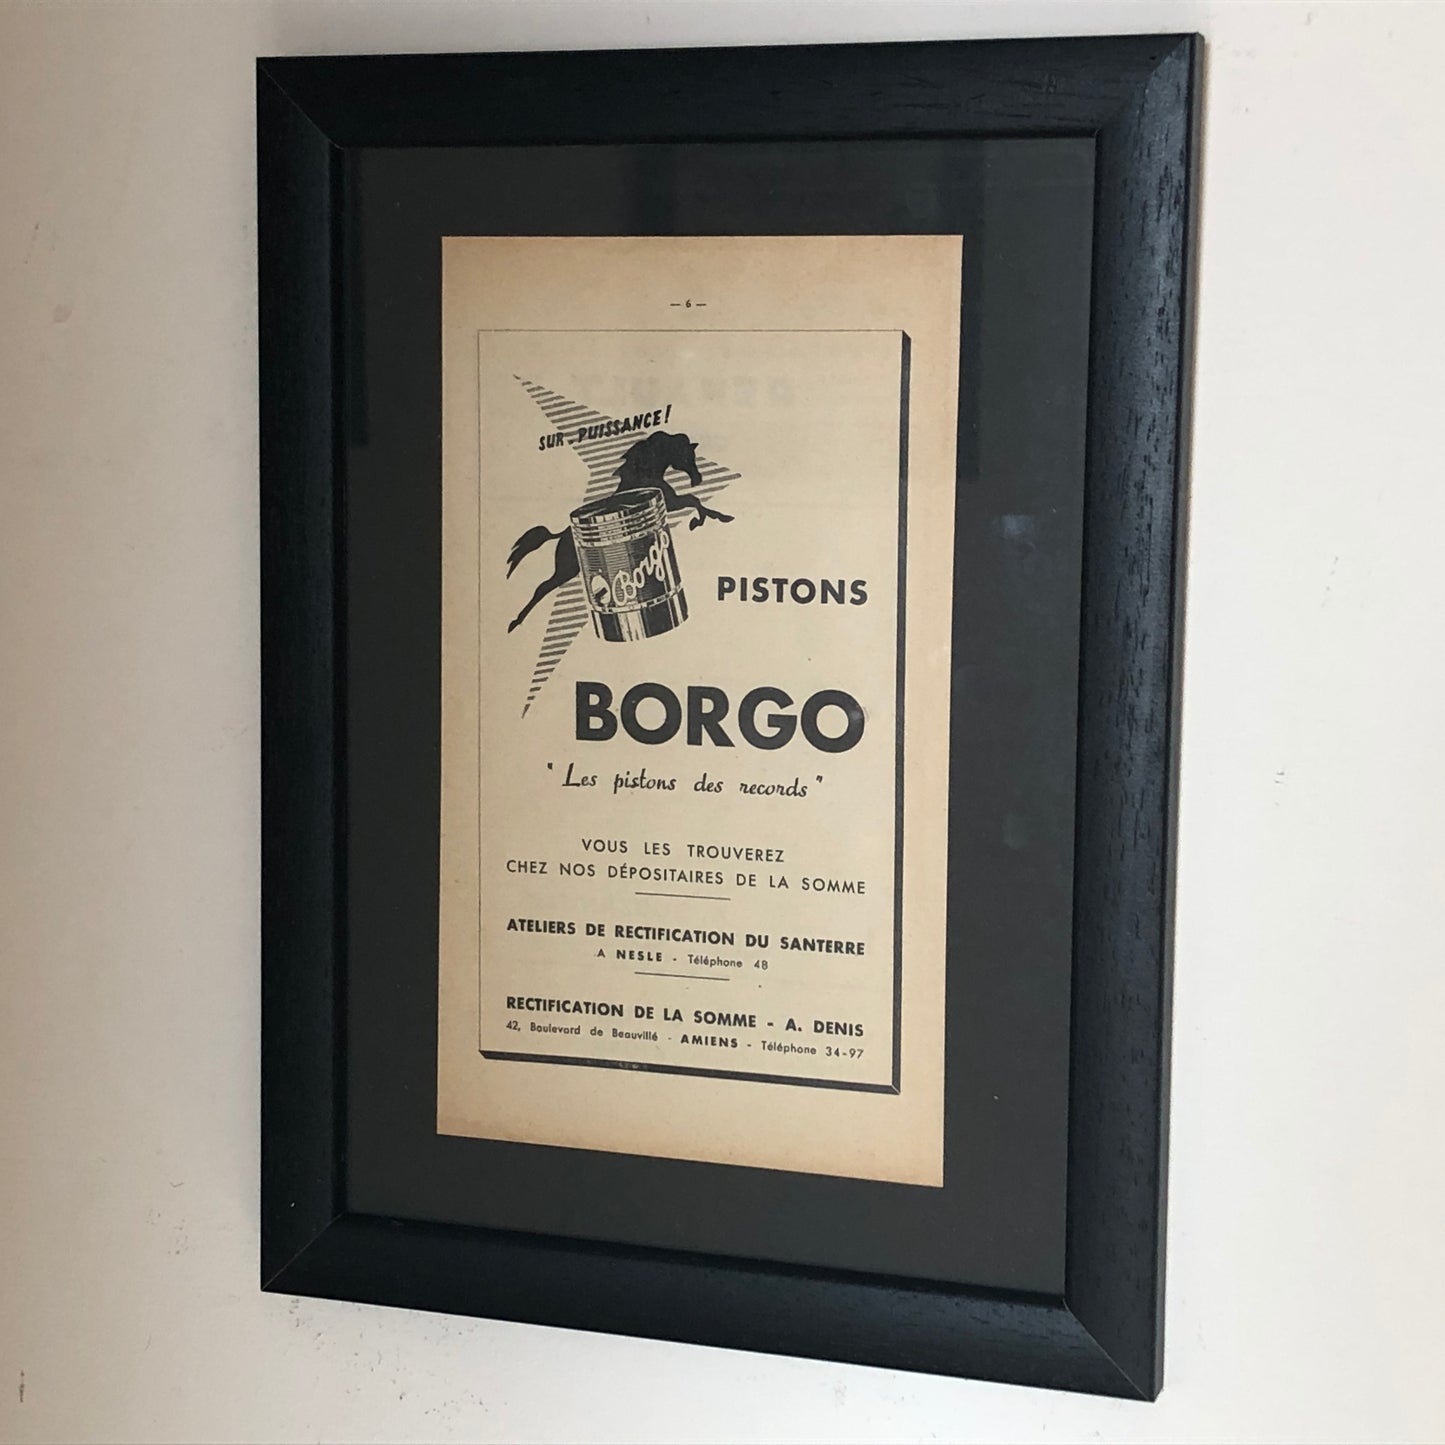 — 6 —
SUR-PUISSANCE!
Borgo
PISTONS
BORGO
"Les pistons des records"
VOUS LES TROUVEREZ
CHEZ NOS DÉPOSITAIRES DE LA SOMME
ATELIERS DE RECTIFICATION DU SANTERRE
A NESLE - Téléphone 48
RECTIFICATION DE LA SOMME - A. DENIS
42, Boulevard de Beauvillé - AMIENS - Téléphone 34-97